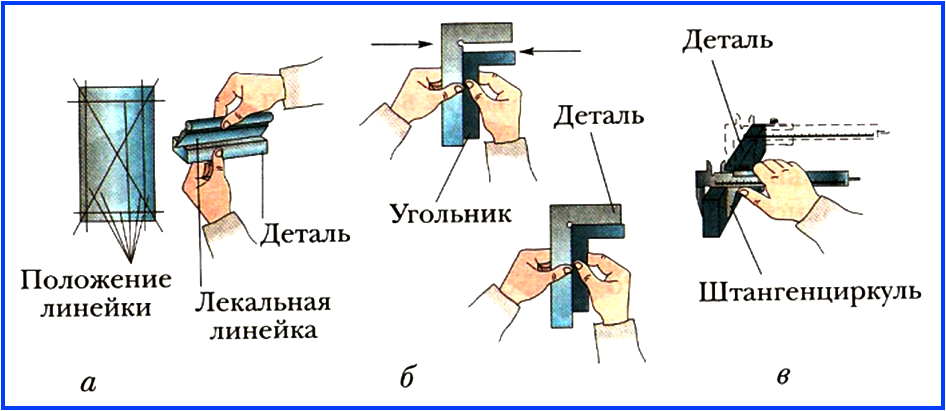 Положение
линейки
Лекальная
линейка
Деталь
а
Угольник
Деталь
б
Деталь
Штангенциркуль
в